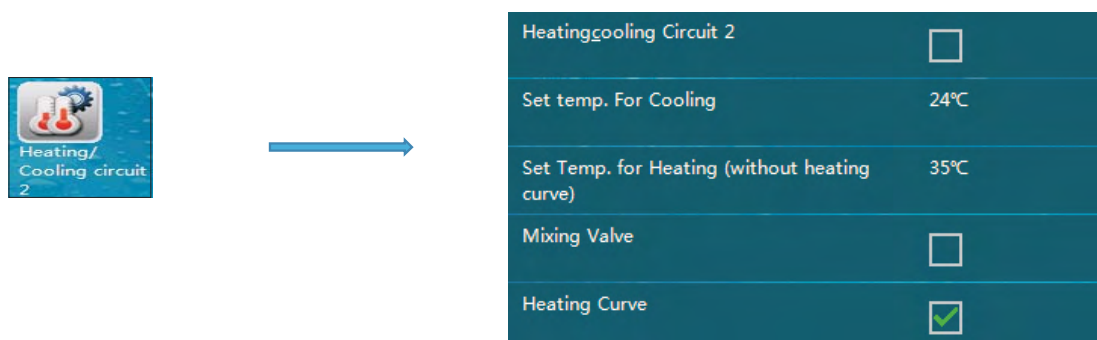 Heating/
Cooling circuit
2
Heatingcooling Circuit 2
Set temp. For Cooling
24℃
Set Temp. for Heating (without heating
curve)
35℃
Mixing Valve
Heating Curve